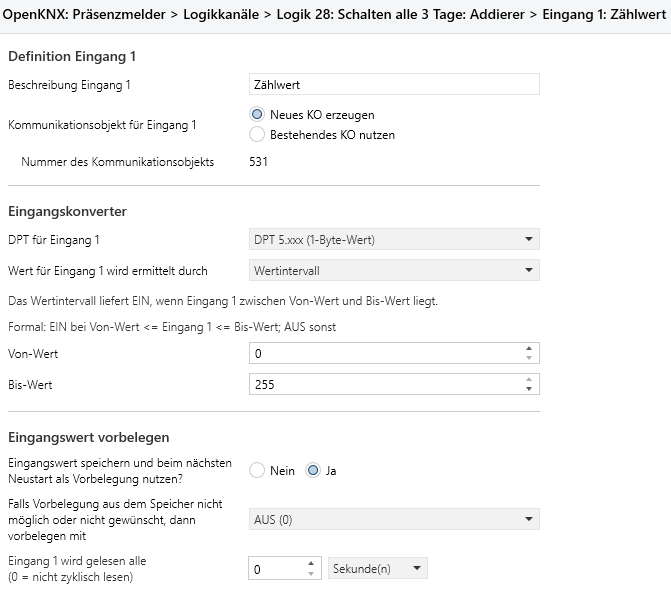 OpenKNX: Präsenzmelder > Logikkanäle > Logik 28: Schalten alle 3 Tage: Addierer > Eingang 1: Zählwert
Definition Eingang 1
Beschreibung Eingang 1 Zählwert
Kommunikationsobjekt für Eingang 1 Neues KO erzeugen
Bestehendes KO nutzen
Nummer des Kommunikationsobjekts 531
Eingangskonverter
DPT für Eingang 1 DPT 5.xxx (1-Byte-Wert)
Wert für Eingang 1 wird ermittelt durch Wertintervall
Das Wertintervall liefert EIN, wenn Eingang 1 zwischen Von-Wert und Bis-Wert liegt.
Formal: EIN bei Von-Wert <= Eingang 1 <= Bis-Wert; AUS sonst
Von-Wert 0
Bis-Wert 255
Eingangswert vorbelegen
Eingangswert speichern und beim nächsten
Neustart als Vorbelegung nutzen? Nein Ja
Falls Vorbelegung aus dem Speicher nicht
möglich oder nicht gewünscht, dann
vorbelegen mit AUS (0)
Eingang 1 wird gelesen alle
(0 = nicht zyklisch lesen) 0 Sekunde(n)